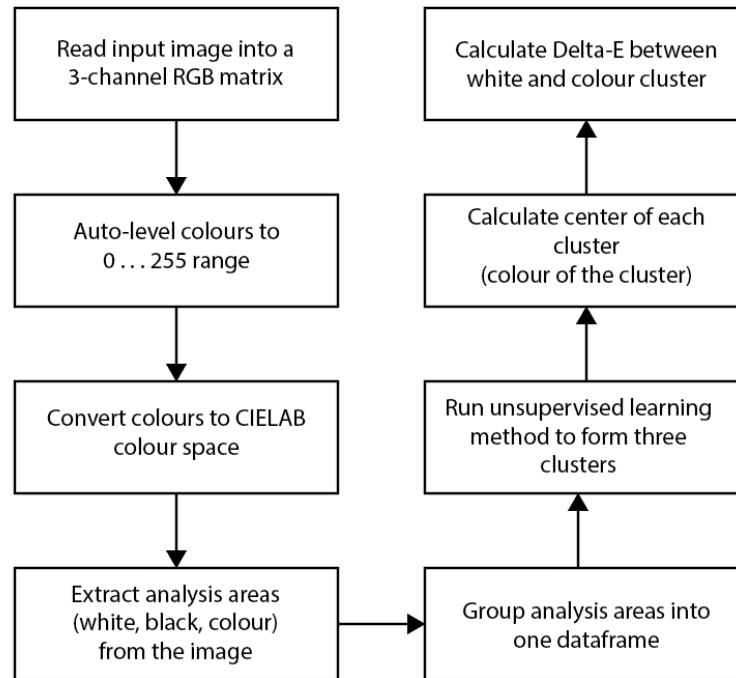 Read input image into a
3-channel RGB matrix
Auto-level colours to
0 ... 255 range
Convert colours to CIELAB
colour space
Extract analysis areas
(white, black, colour)
from the image
Group analysis areas into
one dataframe
Run unsupervised learning
method to form three
clusters
Calculate center of each
cluster
(colour of the cluster)
Calculate Delta-E between
white and colour cluster